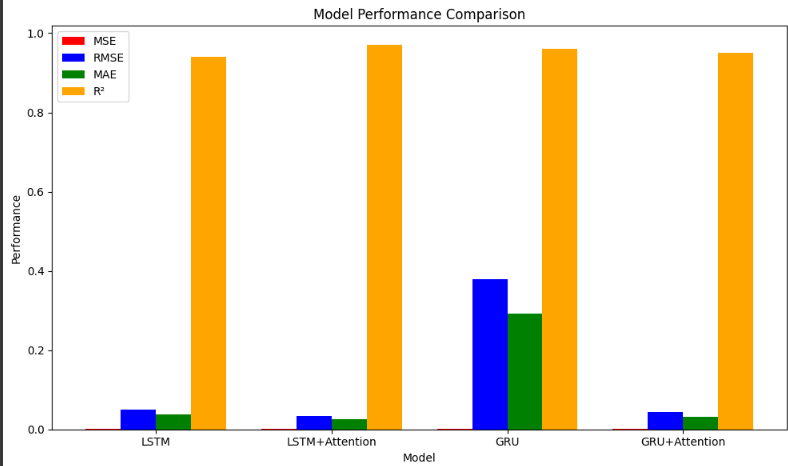 Model Performance Comparison
MSE
RMSE
MAE
R²
1.0
0.8
0.6
0.4
0.2
0.0
Performance
LSTM
LSTM+Attention
GRU
GRU+Attention
Model